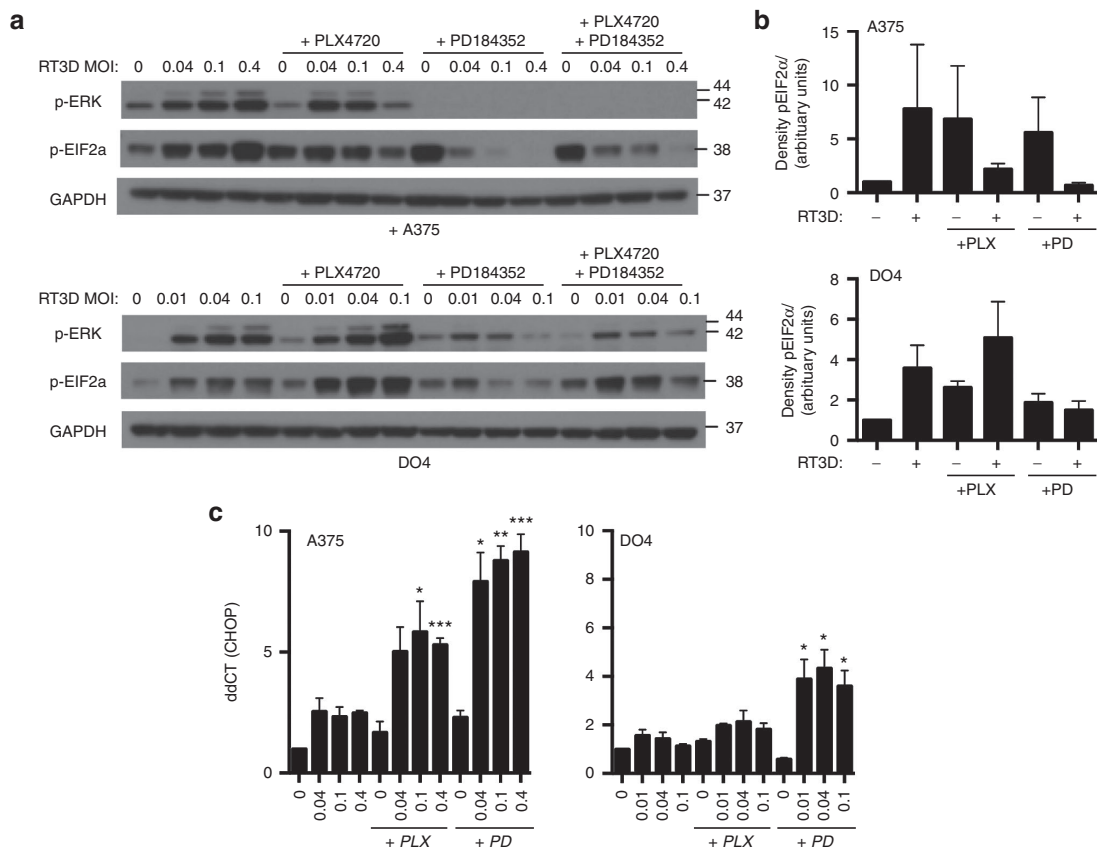 a
+ PLX4720
+ PD184352
+ PLX4720
+ PD184352
RT3D MOI: 0 0.04 0.1 0.4 0 0.04 0.1 0.4 0 0.04 0.1 0.4 0 0.04 0.1 0.4
p-ERK
44
42
p-EIF2a
38
GAPDH
37
+ A375
+ PLX4720
+ PD184352
+ PLX4720
+ PD184352
RT3D MOI: 0 0.01 0.04 0.1 0 0.01 0.04 0.1 0 0.01 0.04 0.1 0 0.01 0.04 0.1
p-ERK
44
42
p-EIF2a
38
GAPDH
37
DO4
b
A375
Density pEIF2α/
(arbituary units)
15
10
5
0
RT3D: – + – + – +
+PLX +PD
DO4
Density pEIF2α/
(arbituary units)
8
6
4
2
0
RT3D: – + – + – +
+PLX +PD
c
A375
ddCT (CHOP)
10
5
0
* *** * ** ***
0 0.04 0.1 0.4 0 0.04 0.1 0.4 0 0.04 0.1 0.4
+ PLX + PD
DO4
10
8
6
4
2
0
* * *
0 0.01 0.04 0.1 0 0.01 0.04 0.1 0 0.01 0.04 0.1
+ PLX + PD